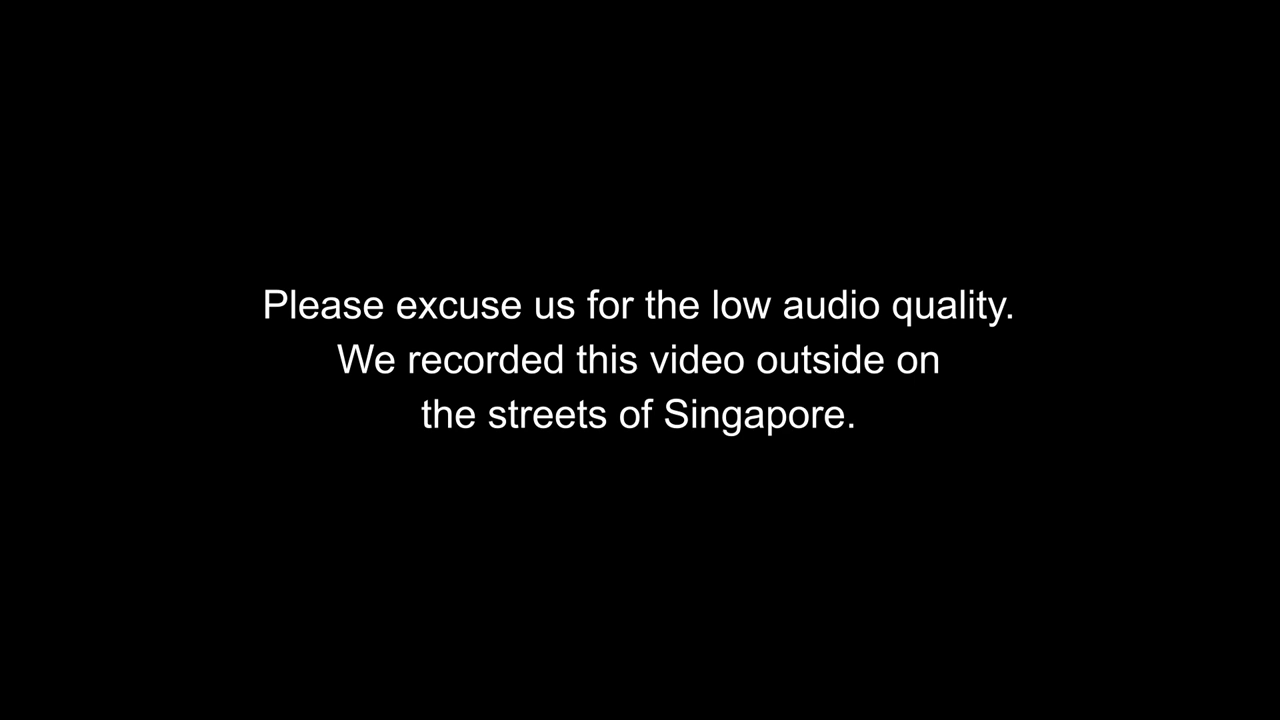 Please excuse us for the low audio quality.
We recorded this video outside on
the streets of Singapore.